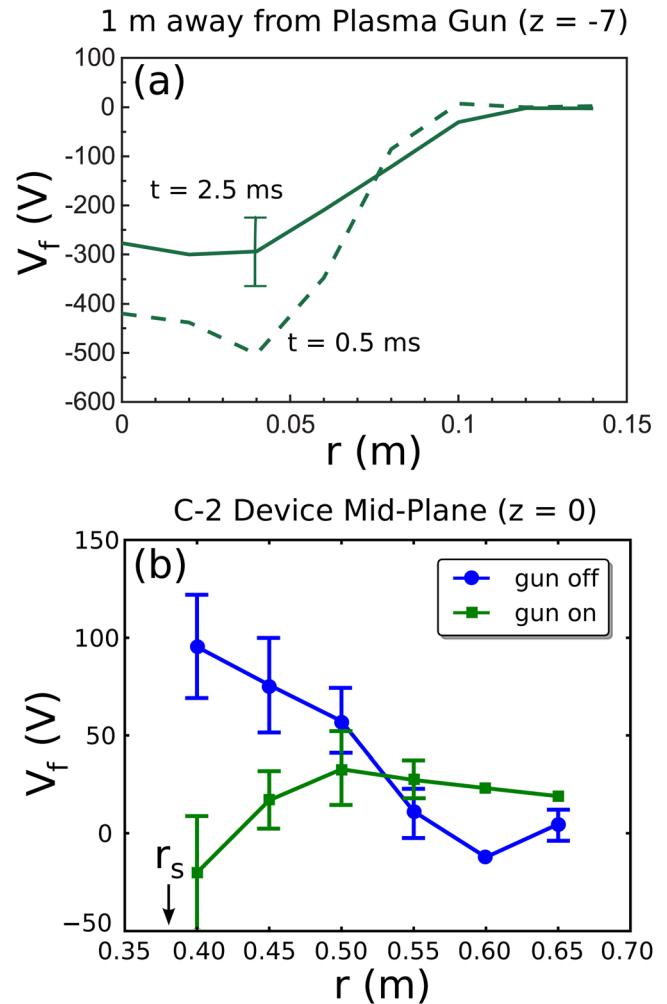 1 m away from Plasma Gun (z = -7)
(a)
100
0
-100
-200
-300
-400
-500
-600
V_f (V)
t = 2.5 ms
t = 0.5 ms
0 0.05 0.1 0.15
r (m)
C-2 Device Mid-Plane (z = 0)
(b)
gun off
gun on
150
100
50
0
−50
V_f (V)
r_s
0.35 0.40 0.45 0.50 0.55 0.60 0.65 0.70
r (m)